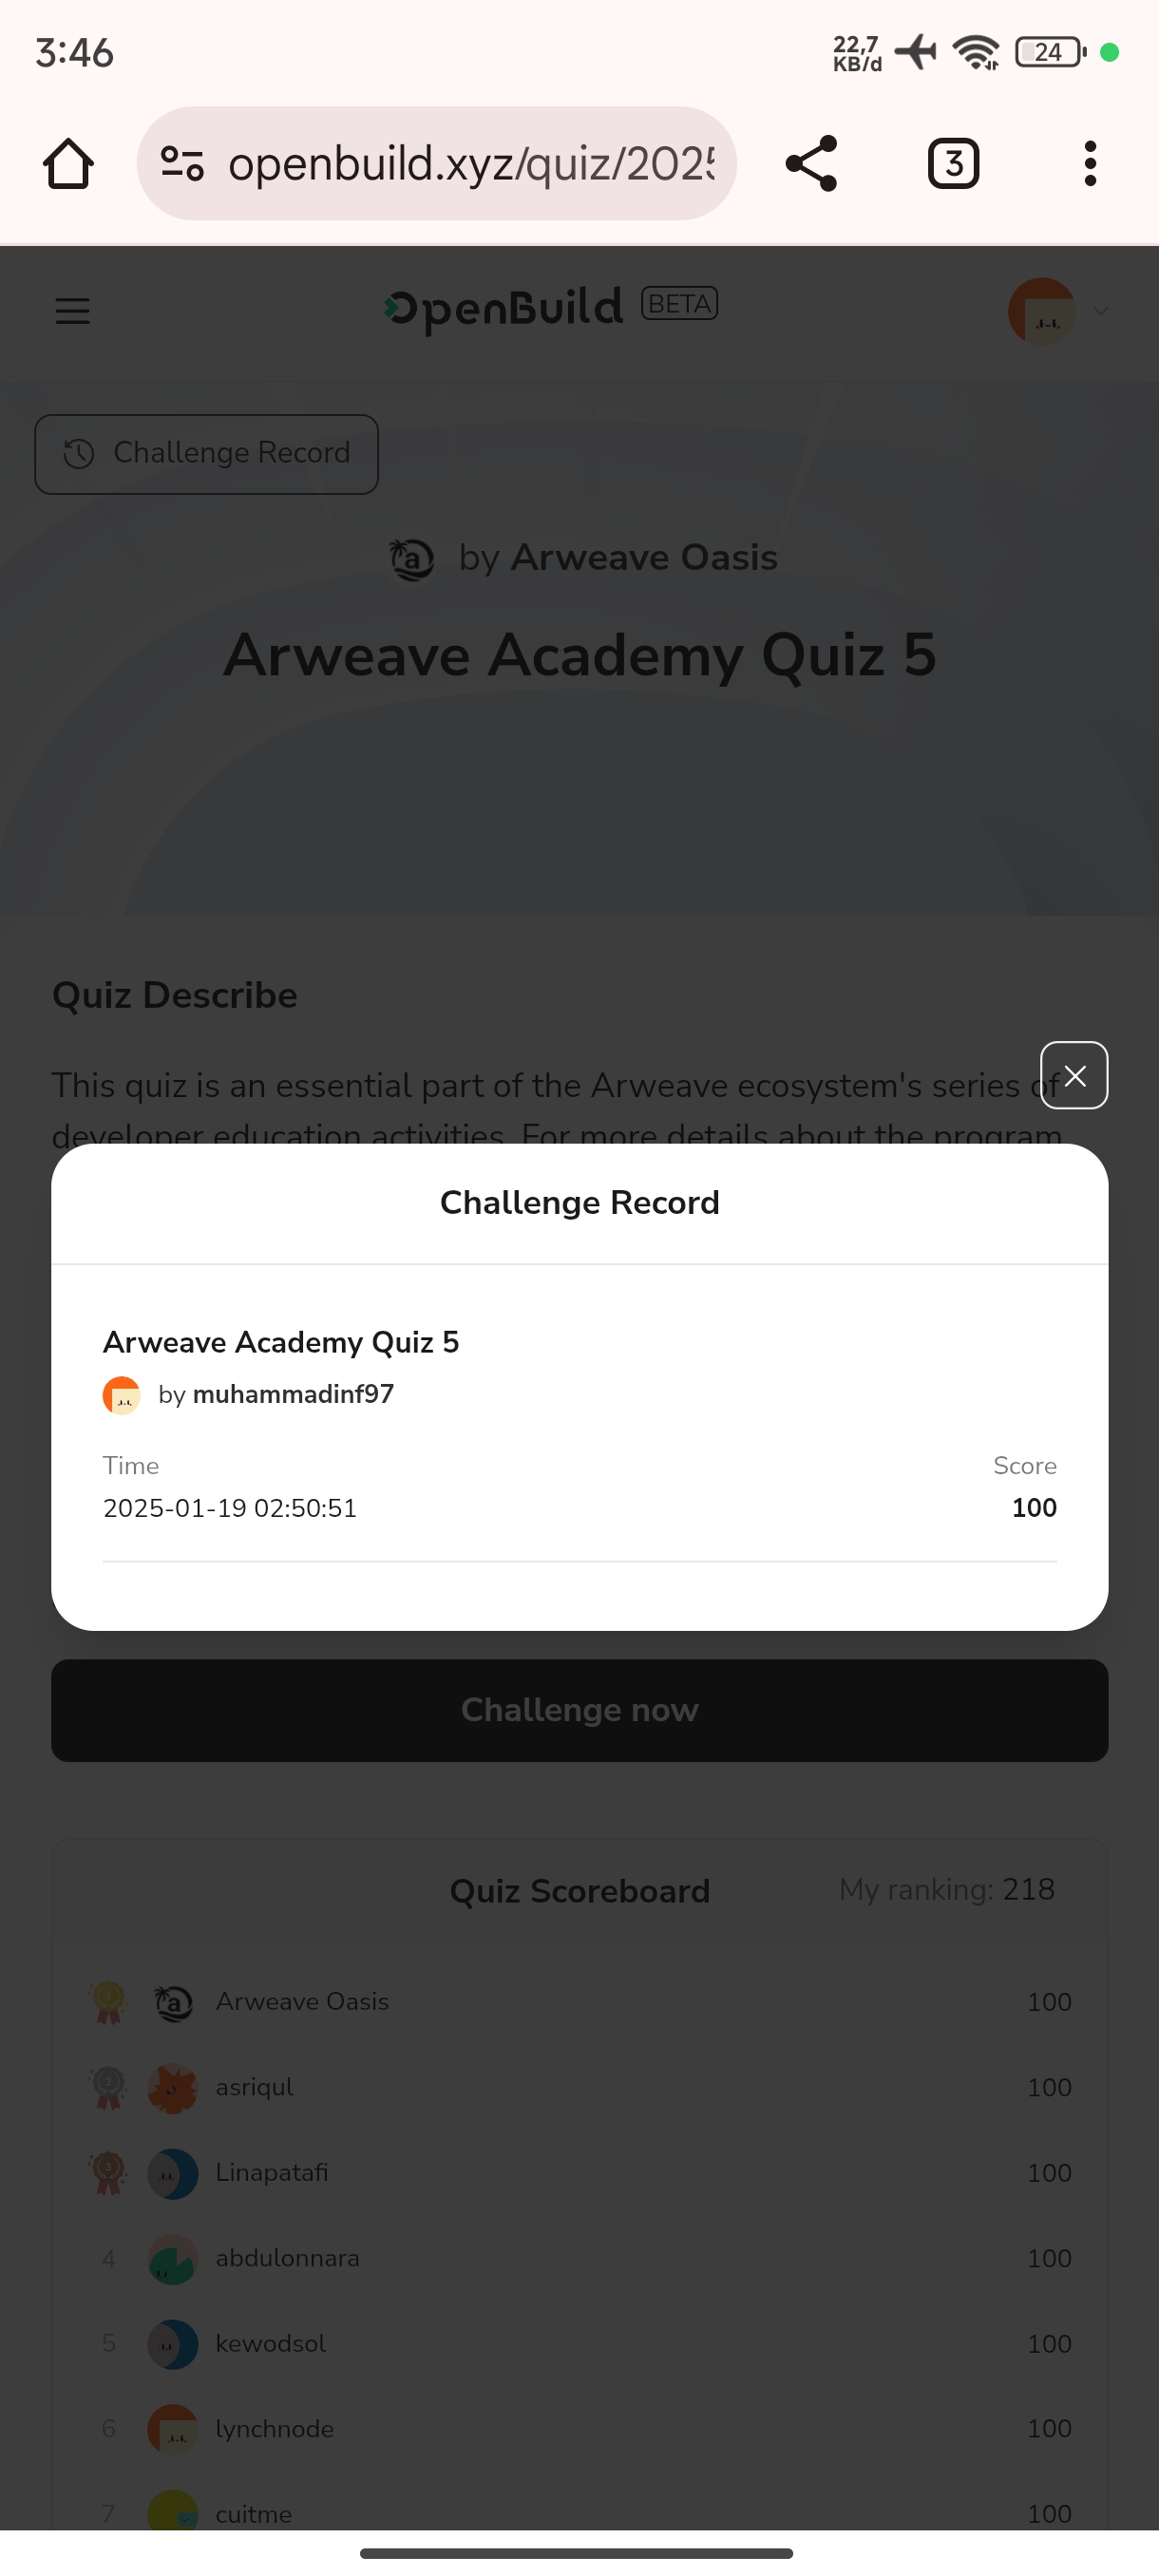 3:46
22,7
KB/d
24
openbuild.xyz/quiz/2025
3
OpenBuild BETA
Challenge Record
by Arweave Oasis
Arweave Academy Quiz 5
Quiz Describe
This quiz is an essential part of the Arweave ecosystem's series of
developer education activities. For more details about the program
Challenge Record
Arweave Academy Quiz 5
by muhammadinf97
Time Score
2025-01-19 02:50:51 100
Challenge now
Quiz Scoreboard My ranking: 218
1 a Arweave Oasis 100
2 asriqul 100
3 Linapatafi 100
4 abdulonnara 100
5 kewodsol 100
6 lynchnode 100
7 cuitme 100